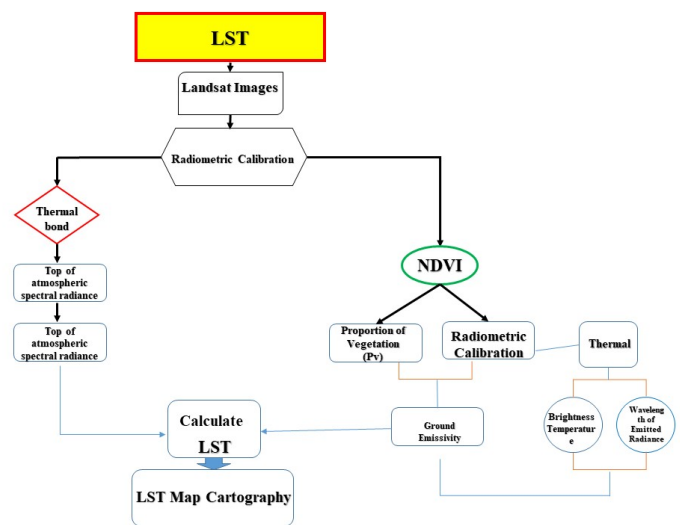 LST
Landsat Images
Radiometric Calibration
Thermal
bond
Top of
atmospheric
spectral radiance
Top of
atmospheric
spectral radiance
NDVI
Proportion of
Vegetation
(Pv)
Radiometric
Calibration
Thermal
Brightness
Temperatur
e
Waveleng
th of
Emitted
Radiance
Ground
Emissivity
Calculate
LST
LST Map Cartography